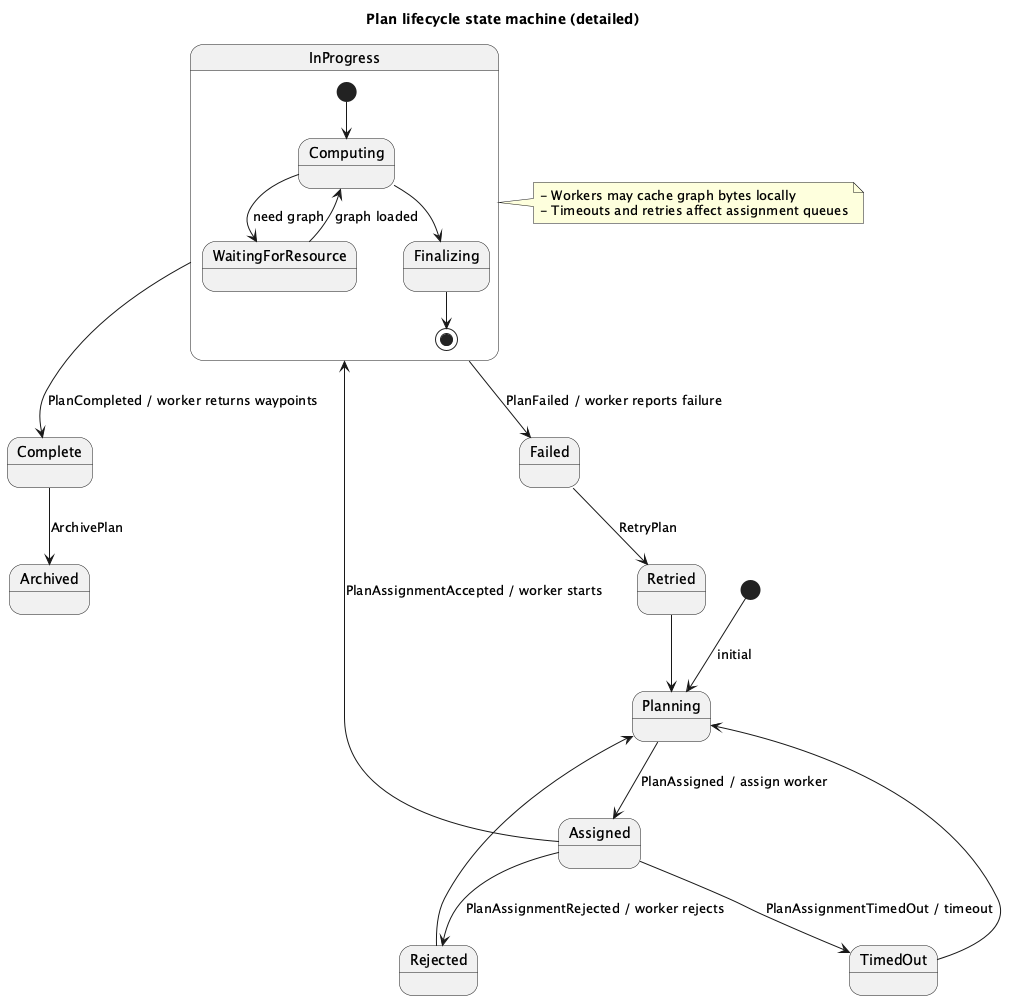 Plan lifecycle state machine (detailed)
InProgress
Computing
need graph
graph loaded
WaitingForResource
Finalizing
- Workers may cache graph bytes locally
- Timeouts and retries affect assignment queues
PlanCompleted / worker returns waypoints
PlanFailed / worker reports failure
Complete
Failed
ArchivePlan
RetryPlan
Archived
PlanAssignmentAccepted / worker starts
Retried
initial
Planning
PlanAssigned / assign worker
Assigned
PlanAssignmentRejected / worker rejects
PlanAssignmentTimedOut / timeout
Rejected
TimedOut